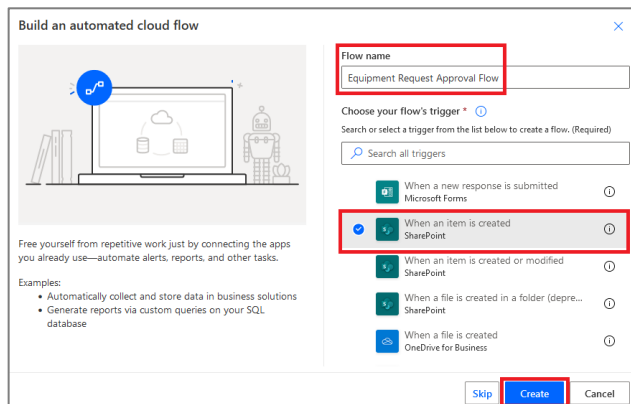 Build an automated cloud flow
Free yourself from repetitive work just by connecting the apps
you already use—automate alerts, reports, and other tasks.
Examples:
• Automatically collect and store data in business solutions
• Generate reports via custom queries on your SQL
database
Flow name
Equipment Request Approval Flow
Choose your flow's trigger *
Search or select a trigger from the list below to create a flow. (Required)
Search all triggers
When a new response is submitted
Microsoft Forms
When an item is created
SharePoint
When an item is created or modified
SharePoint
When a file is created in a folder (depre...
SharePoint
When a file is created
OneDrive for Business
Skip Create Cancel